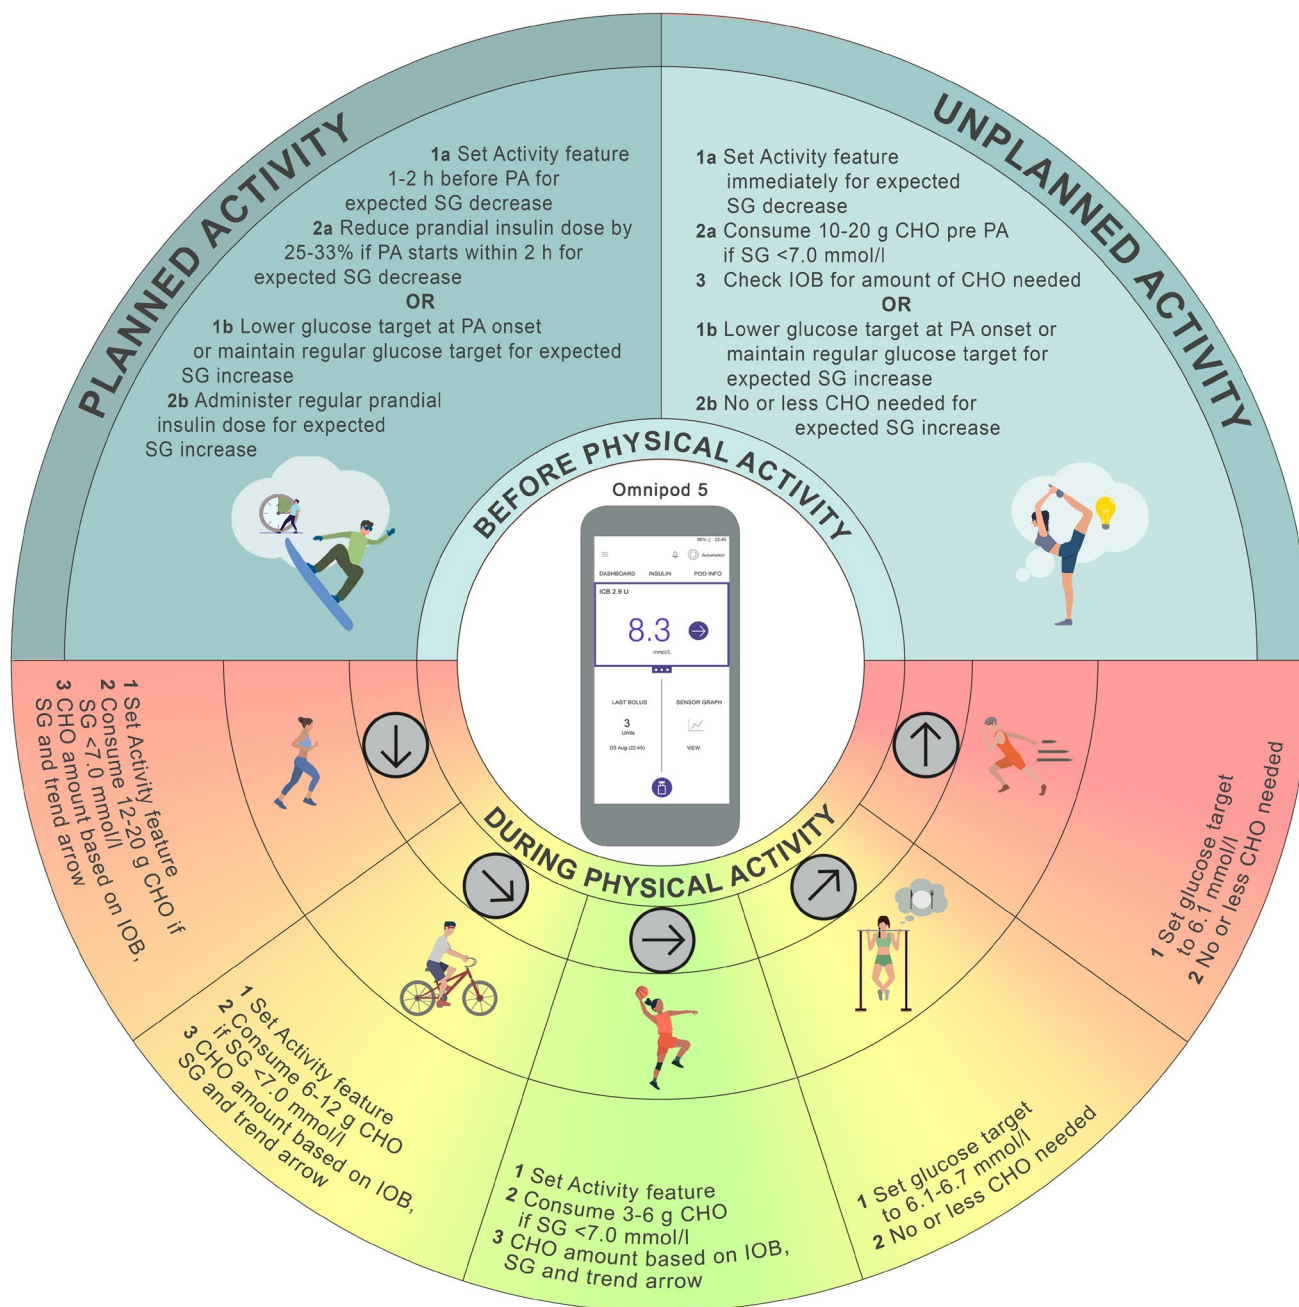 PLANNED ACTIVITY
1a Set Activity feature
1-2 h before PA for
expected SG decrease
2a Reduce prandial insulin dose by
25-33% if PA starts within 2 h for
expected SG decrease
OR
1b Lower glucose target at PA onset
or maintain regular glucose target for expected
SG increase
2b Administer regular prandial
insulin dose for expected
SG increase
UNPLANNED ACTIVITY
1a Set Activity feature
immediately for expected
SG decrease
2a Consume 10-20 g CHO pre PA
if SG <7.0 mmol/l
3 Check IOB for amount of CHO needed
OR
1b Lower glucose target at PA onset or
maintain regular glucose target for
expected SG increase
2b No or less CHO needed for
expected SG increase
BEFORE PHYSICAL ACTIVITY
Omnipod 5
90% 22:45
Automated
DASHBOARD INSULIN POD INFO
ICB 2.9 U
8.3
mmol/L
LAST BOLUS SENSOR GRAPH
3
Units
D3 Aug (22:45) VIEW
DURING PHYSICAL ACTIVITY
1 Set Activity feature
2 Consume 12-20 g CHO if
SG <7.0 mmol/l
3 CHO amount based on IOB,
SG and trend arrow
1 Set Activity feature
2 Consume 6-12 g CHO
if SG <7.0 mmol/l
3 CHO amount based on IOB,
SG and trend arrow
1 Set Activity feature
2 Consume 3-6 g CHO
if SG <7.0 mmol/l
3 CHO amount based on IOB,
SG and trend arrow
1 Set glucose target
to 6.1-6.7 mmol/l
2 No or less CHO needed
1 Set glucose target
to 6.1 mmol/l
2 No or less CHO needed